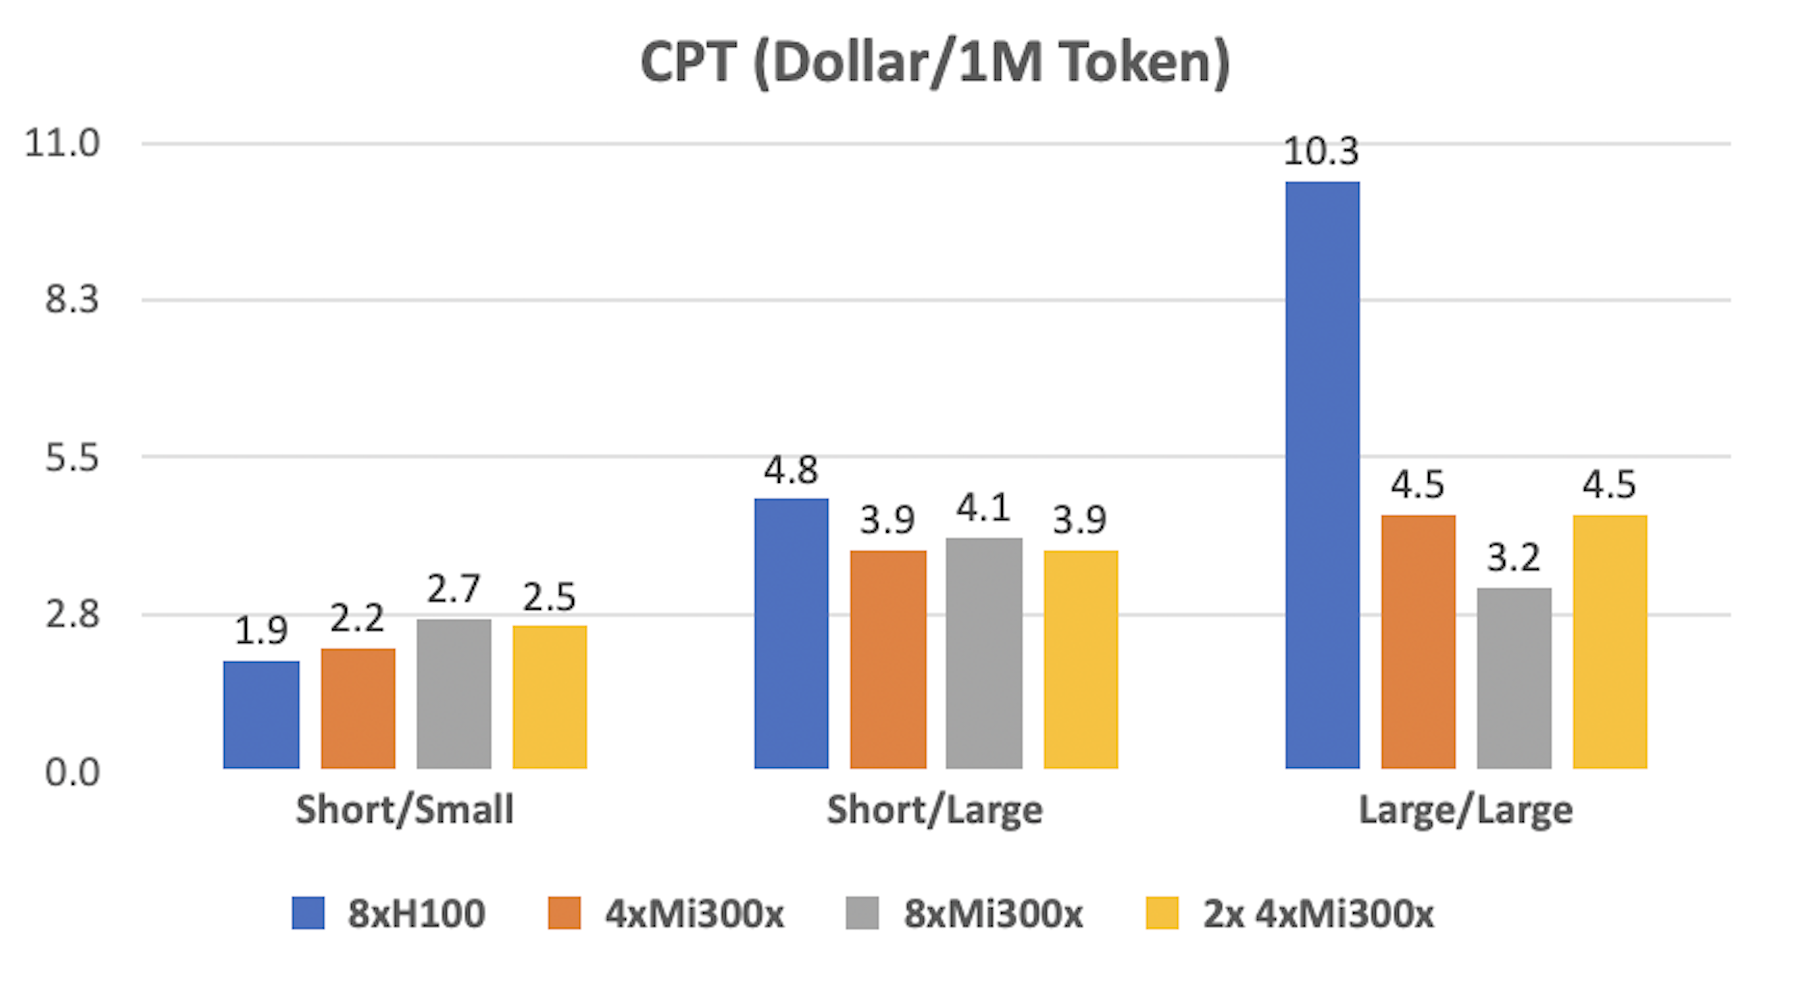 CPT (Dollar/1M Token)
11.0
10.3
8.3
5.5
4.8
4.5
4.5
3.9
4.1
3.9
3.2
2.8
2.7
2.5
2.2
1.9
0.0
Short/Small
Short/Large
Large/Large
8xH100
4xMi300x
8xMi300x
2x 4xMi300x